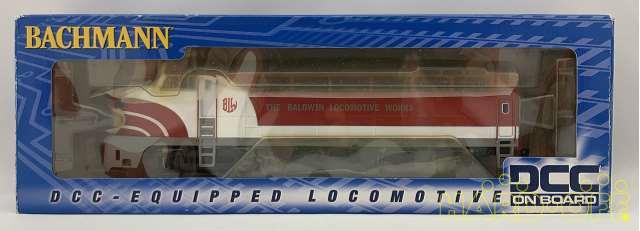 BACHMANN
BLW
THE BALDWIN LOCOMOTIVE WORKS
DCC-EQUIPPED LOCOMOTIVE
DCC
ON BOARD